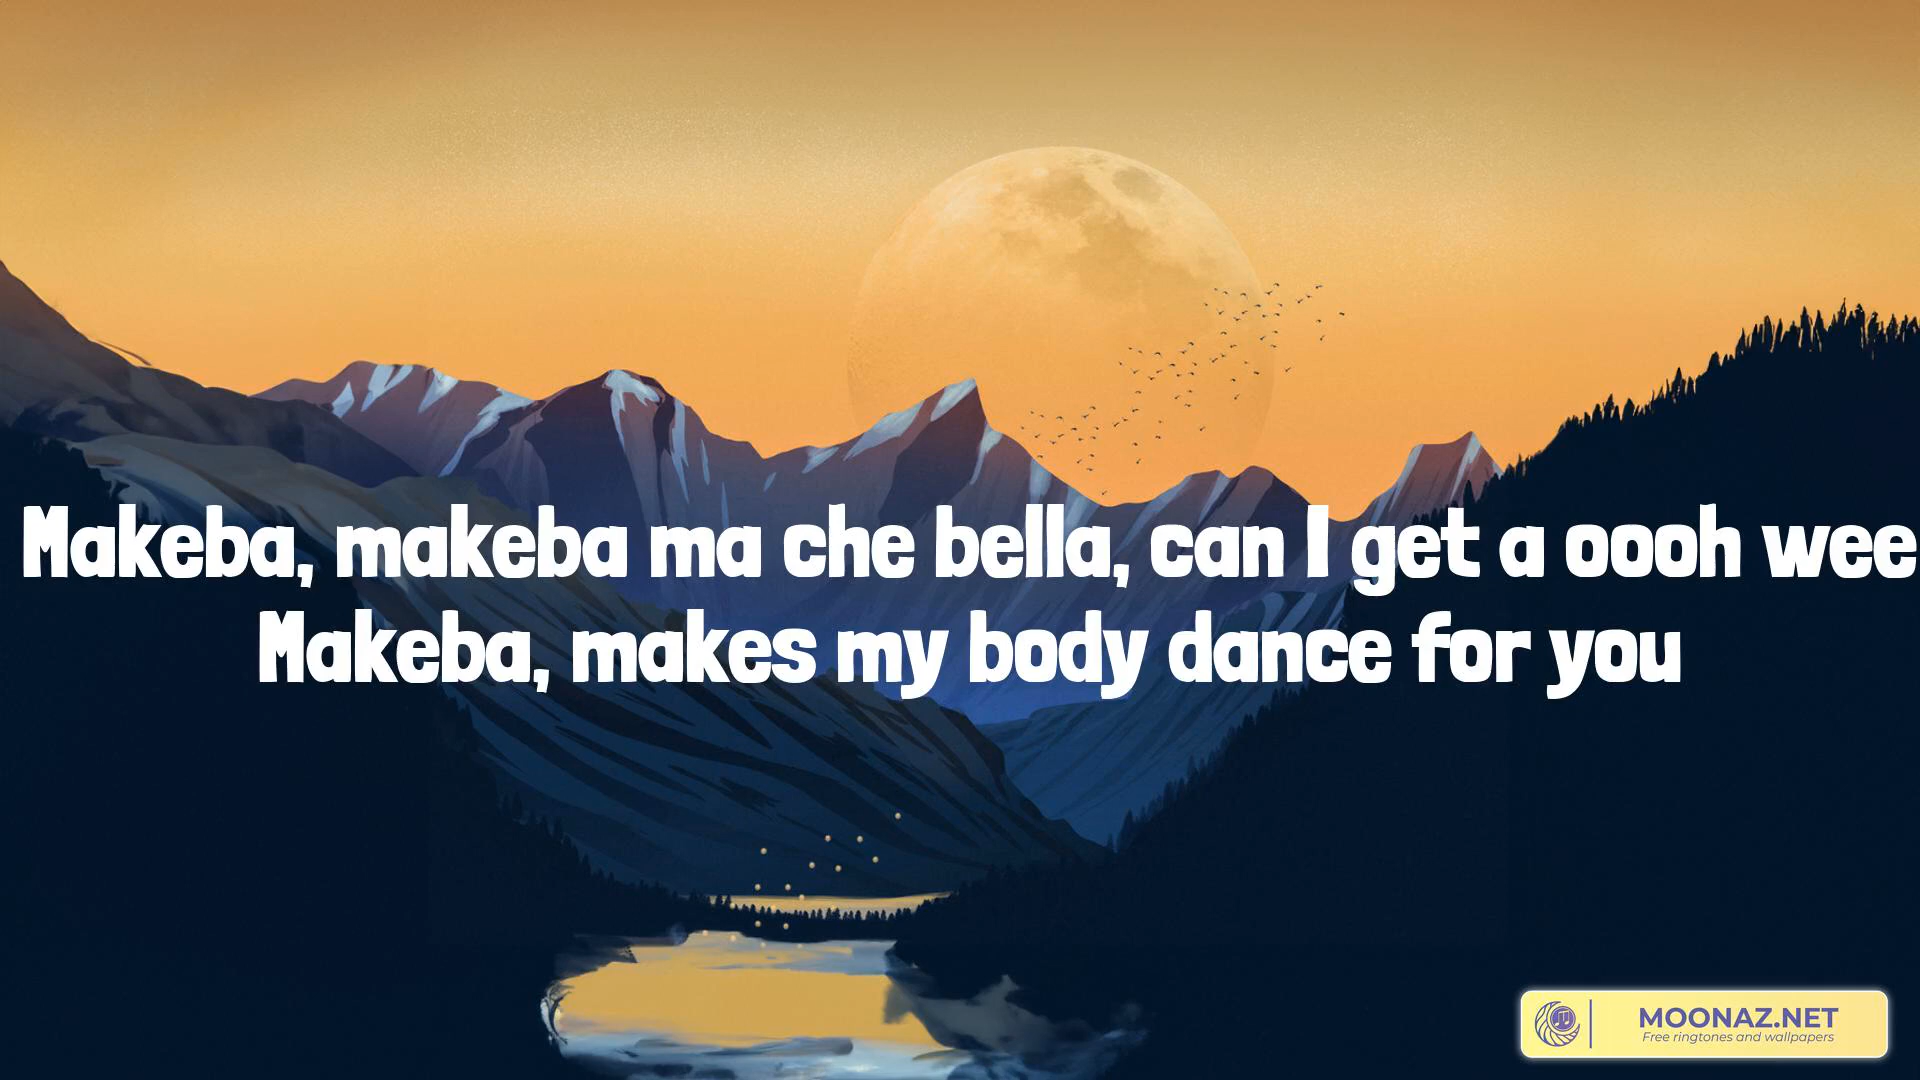 Makeba, makeba ma che bella, can I get a oooh wee
Makeba, makes my body dance for you
MOONAZ.NET
Free ringtones and wallpapers